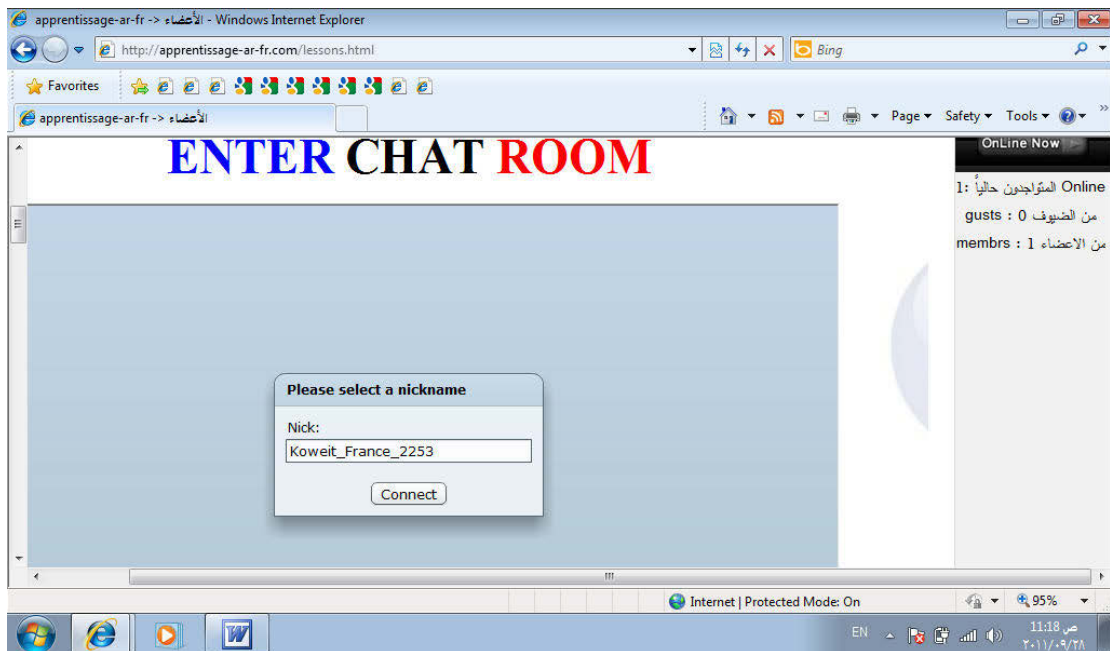 apprentissage-ar-fr -> الأعضاء - Windows Internet Explorer
http://apprentissage-ar-fr.com/lessons.html
Bing
Favorites
apprentissage-ar-fr -> الأعضاء
Page
Safety
Tools
ENTER CHAT ROOM
OnLine Now
Online المتواجدون حالياً :1
من الضيوف 0 : gusts
من الاعضاء 1 : membrs
Please select a nickname
Nick:
Koweit_France_2253
Connect
Internet | Protected Mode: On
95%
EN
11:18 ص
٢٠١١/٠٩/٢٨